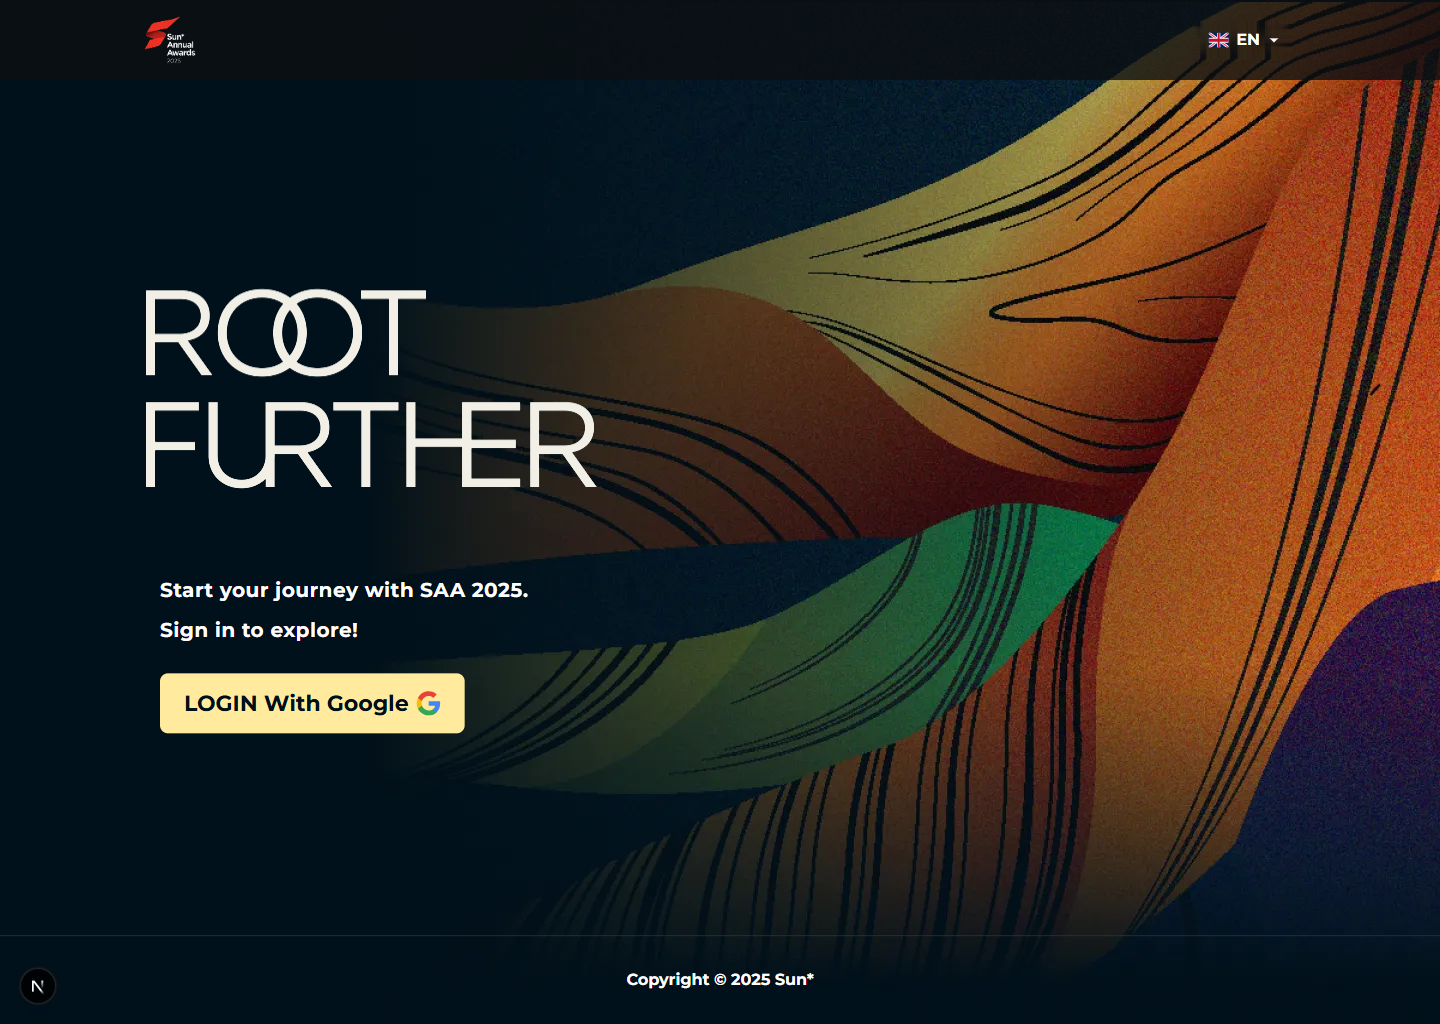 Sun*
Annual
Awards
2025
EN
ROOT
FURTHER
Start your journey with SAA 2025.
Sign in to explore!
LOGIN With Google
Copyright © 2025 Sun*
N